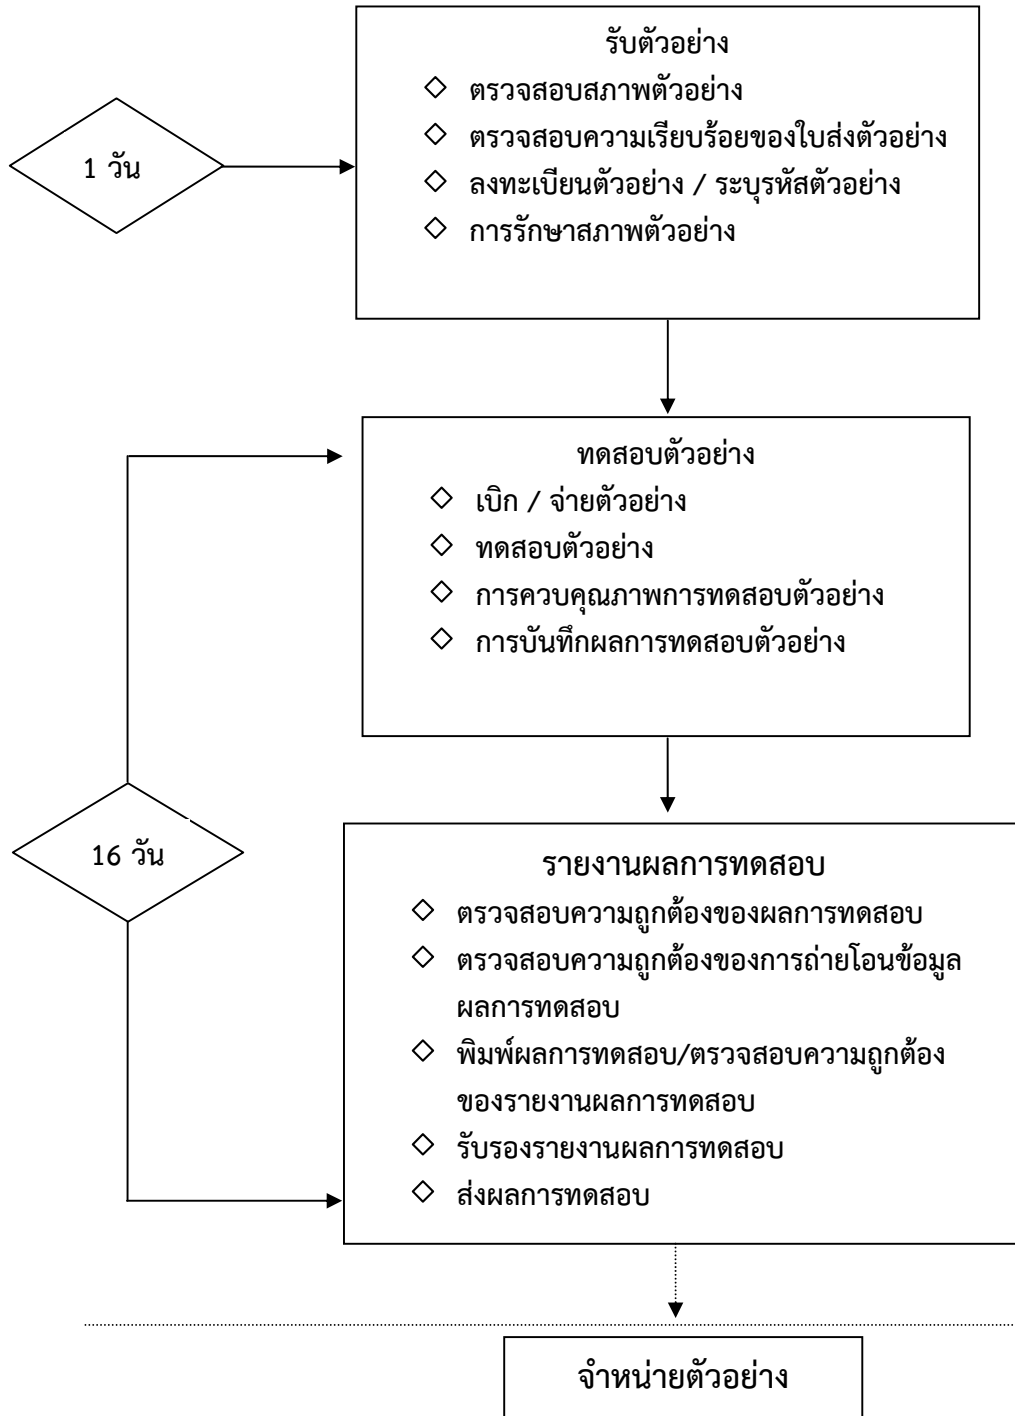 รับตัวอย่าง
◇ ตรวจสอบสภาพตัวอย่าง
◇ ตรวจสอบความเรียบร้อยของใบส่งตัวอย่าง
◇ ลงทะเบียนตัวอย่าง / ระบุรหัสตัวอย่าง
◇ การรักษาสภาพตัวอย่าง
1 วัน
ทดสอบตัวอย่าง
◇ เบิก / จ่ายตัวอย่าง
◇ ทดสอบตัวอย่าง
◇ การควบคุณภาพการทดสอบตัวอย่าง
◇ การบันทึกผลการทดสอบตัวอย่าง
16 วัน
รายงานผลการทดสอบ
◇ ตรวจสอบความถูกต้องของผลการทดสอบ
◇ ตรวจสอบความถูกต้องของการถ่ายโอนข้อมูล
ผลการทดสอบ
◇ พิมพ์ผลการทดสอบ/ตรวจสอบความถูกต้อง
ของรายงานผลการทดสอบ
◇ รับรองรายงานผลการทดสอบ
◇ ส่งผลการทดสอบ
จำหน่ายตัวอย่าง